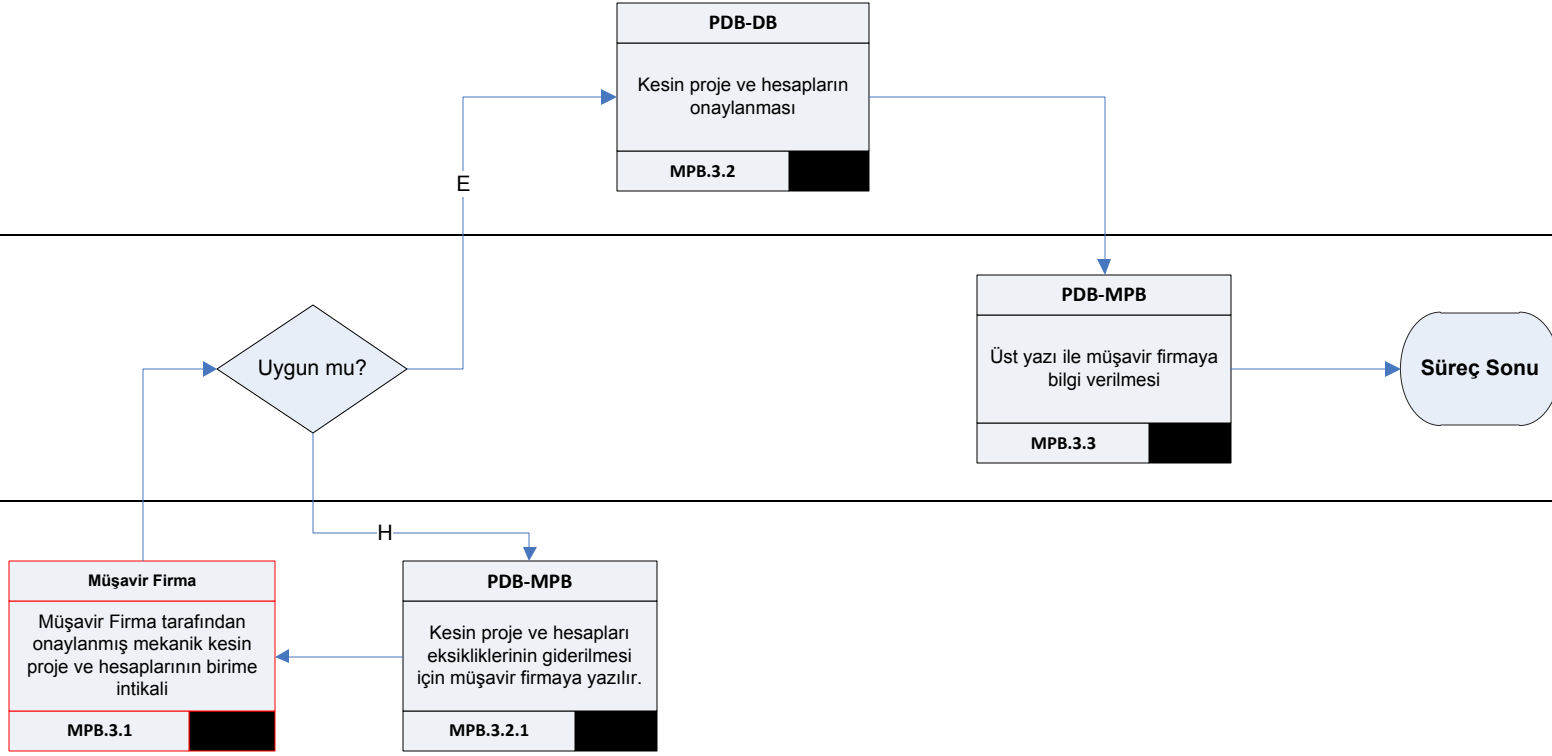 PDB-DB
Kesin proje ve hesapların
onaylanması
MPB.3.2
E
PDB-MPB
Üst yazı ile müşavir firmaya
bilgi verilmesi
MPB.3.3
Uygun mu?
Süreç Sonu
H
Müşavir Firma
Müşavir Firma tarafından
onaylanmış mekanik kesin
proje ve hesaplarının birime
intikali
MPB.3.1
PDB-MPB
Kesin proje ve hesapları
eksikliklerinin giderilmesi
için müşavir firmaya yazılır.
MPB.3.2.1